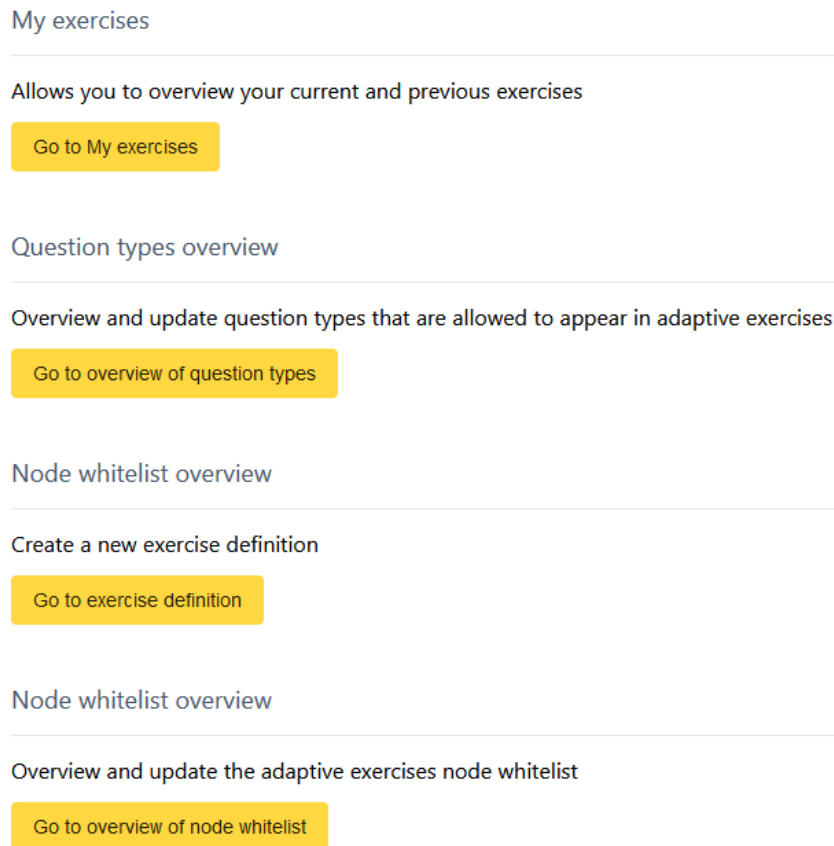 My exercises
Allows you to overview your current and previous exercises
Go to My exercises
Question types overview
Overview and update question types that are allowed to appear in adaptive exercises
Go to overview of question types
Node whitelist overview
Create a new exercise definition
Go to exercise definition
Node whitelist overview
Overview and update the adaptive exercises node whitelist
Go to overview of node whitelist